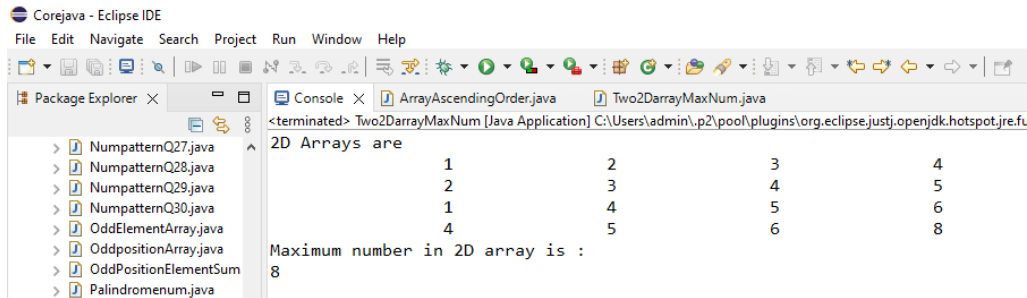 Corejava - Eclipse IDE
File Edit Navigate Search Project Run Window Help
Package Explorer
Console ArrayAscendingOrder.java Two2DarrayMaxNum.java
<terminated> Two2DarrayMaxNum [Java Application] C:\Users\admin\.p2\pool\plugins\org.eclipse.justj.openjdk.hotspot.jre.fu
NumpatternQ27.java
NumpatternQ28.java
NumpatternQ29.java
NumpatternQ30.java
OddElementArray.java
OddpositionArray.java
OddPositionElementSum
Palindromenum.java
2D Arrays are
1 2 3 4
2 3 4 5
1 4 5 6
4 5 6 8
Maximum number in 2D array is :
8